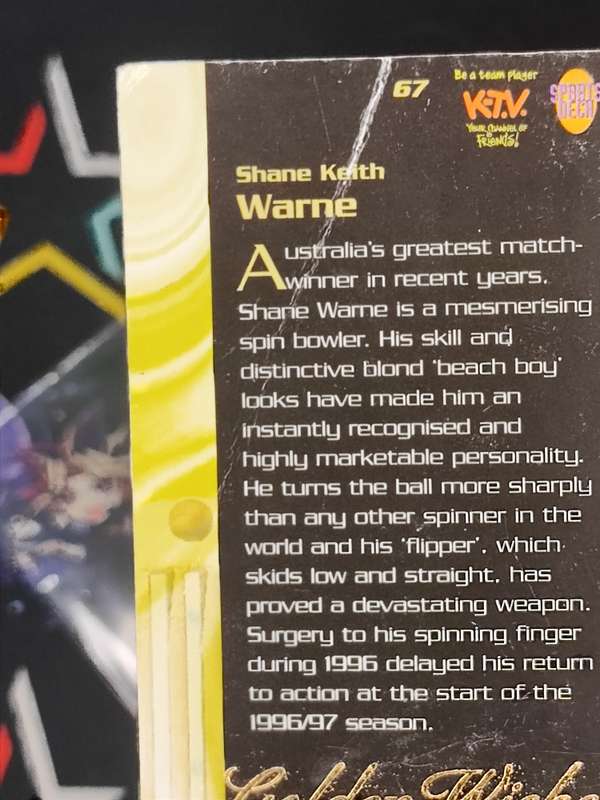 67
Be a team player
K-T.V.
YOUR CHANNEL OF
FRIENDS!
SPORTS
DECK
Shane Keith
Warne
Australia's greatest match-
winner in recent years,
Shane Warne is a mesmerising
spin bowler. His skill and
distinctive blond 'beach boy'
looks have made him an
instantly recognised and
highly marketable personality.
He turns the ball more sharply
than any other spinner in the
world and his 'flipper', which
skids low and straight, has
proved a devastating weapon.
Surgery to his spinning finger
during 1996 delayed his return
to action at the start of the
1996/97 season.
Golden